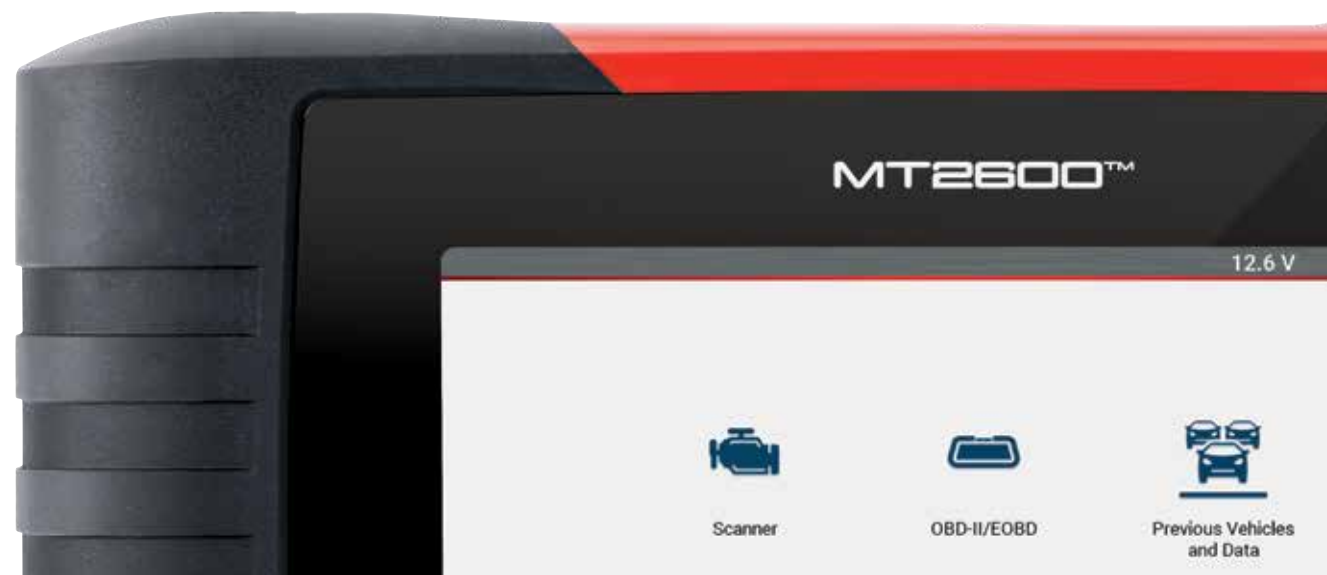 MT2600™
12.6 V
Scanner
OBD-II/EOBD
Previous Vehicles
and Data